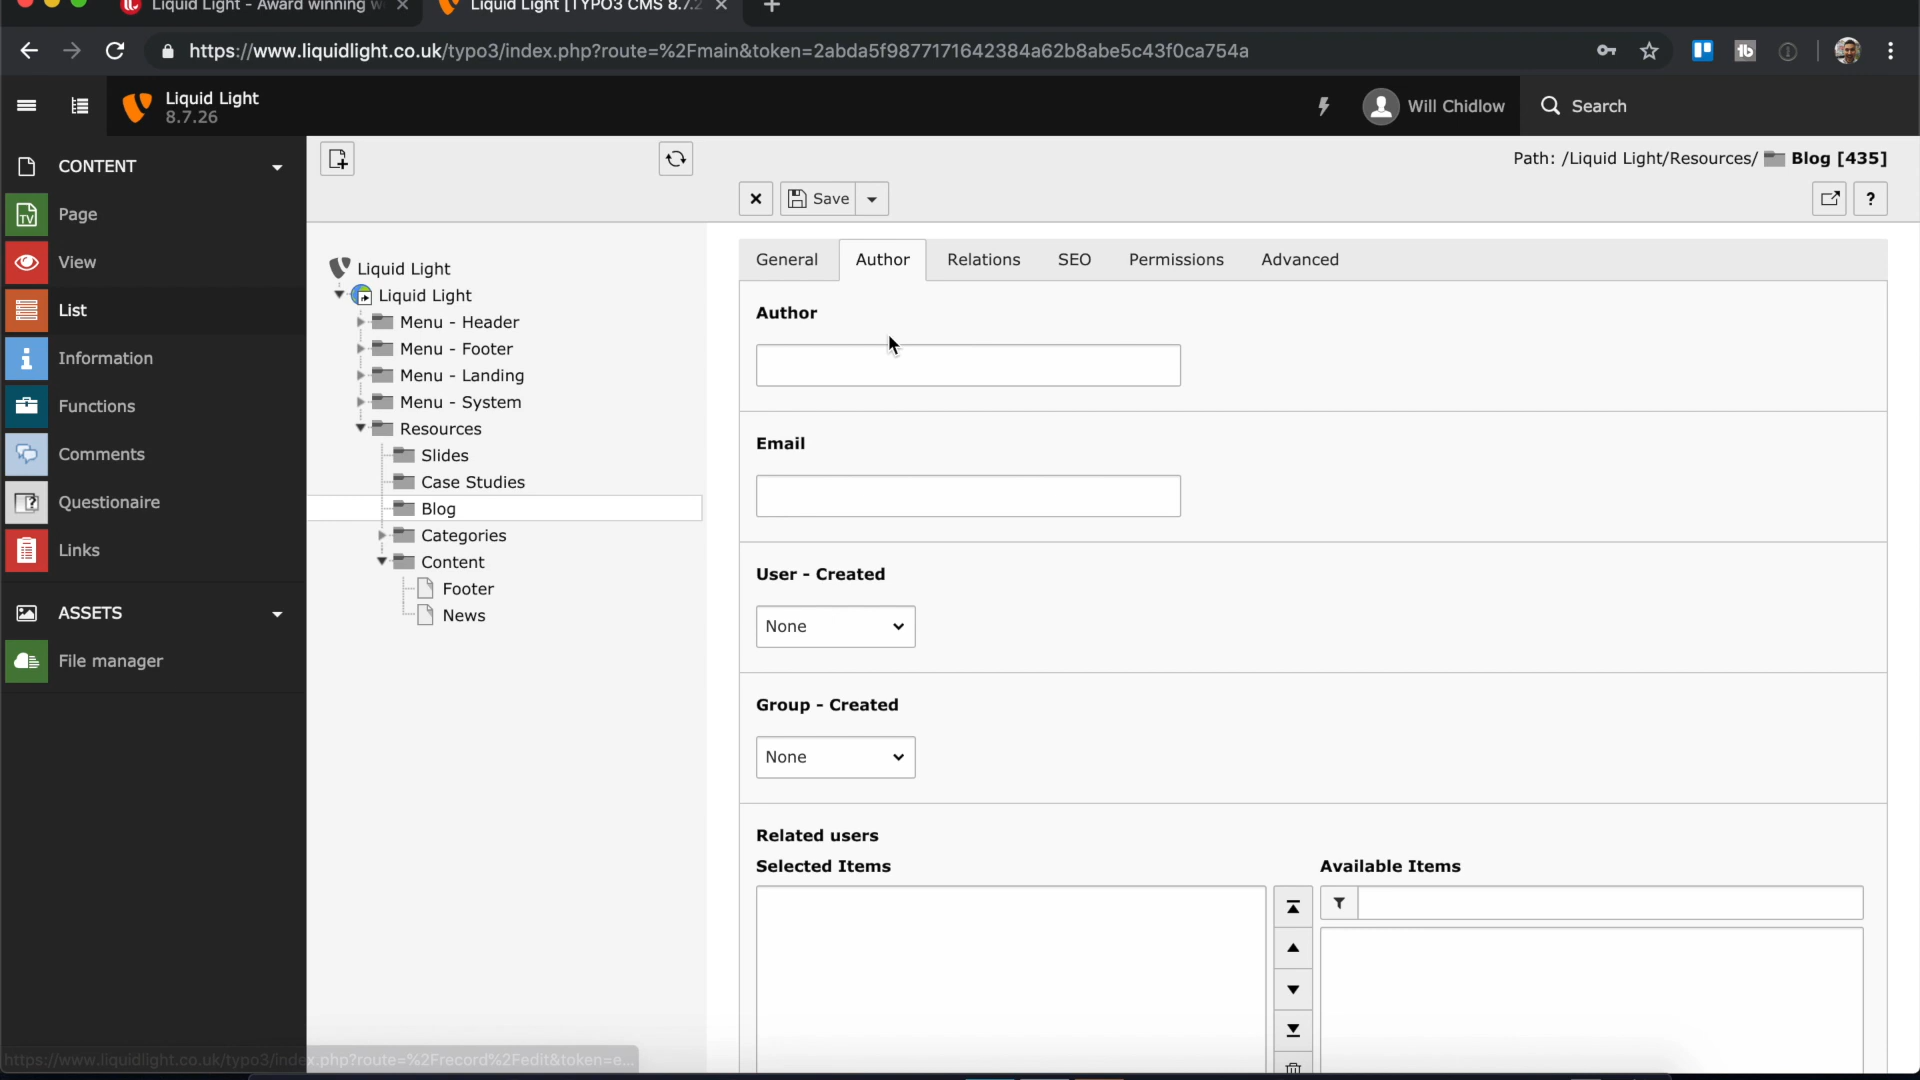 Liquid Light - Award winning w
Liquid Light [TYPO3 CMS 8.7.2
https://www.liquidlight.co.uk/typo3/index.php?route=%2Fmain&token=2abda5f9877171642384a62b8abe5c43f0ca754a
Liquid Light
8.7.26
Will Chidlow
Search
CONTENT
Page
View
List
Information
Functions
Comments
Questionaire
Links
ASSETS
File manager
Path: /Liquid Light/Resources/ Blog [435]
Save
?
Liquid Light
Liquid Light
Menu - Header
Menu - Footer
Menu - Landing
Menu - System
Resources
Slides
Case Studies
Blog
Categories
Content
Footer
News
General Author Relations SEO Permissions Advanced
Author
Email
User - Created
None
Group - Created
None
Related users
Selected Items Available Items
https://www.liquidlight.co.uk/typo3/index.php?route=%2Frecord%2Fedit&token=e...